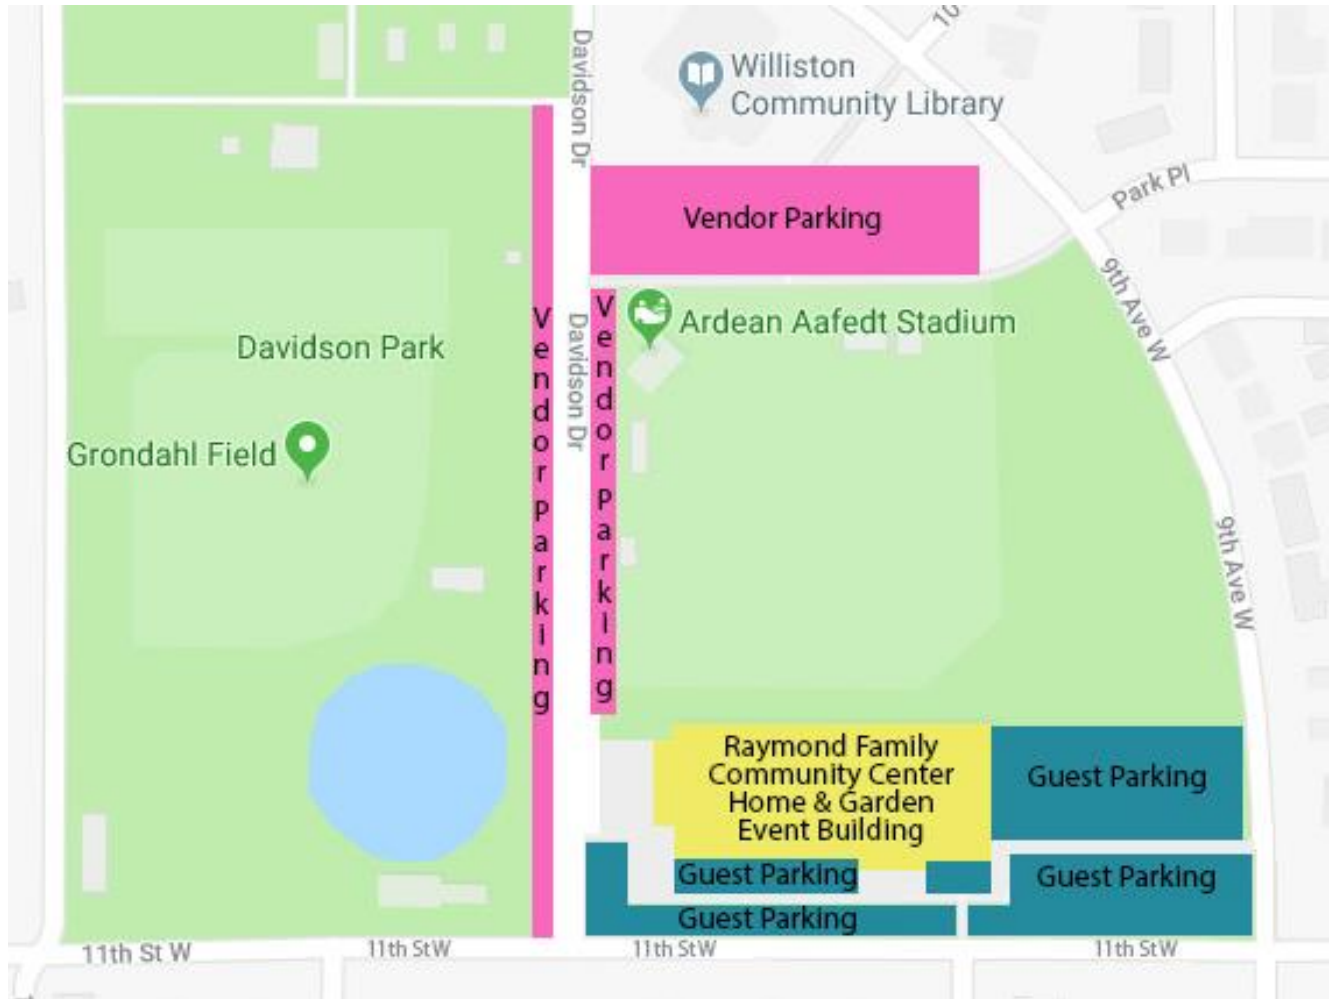 10
Davidson Dr
Williston
Community Library
Park Pl
Vendor Parking
9th Ave W
Vendor Parking
Davidson Dr
Vendor Parking
Ardean Aafedt Stadium
Davidson Park
Grondahl Field
9th Ave W
Raymond Family
Community Center
Home & Garden
Event Building
Guest Parking
Guest Parking
Guest Parking
Guest Parking
11th St W
11th St W
11th St W
11th St W